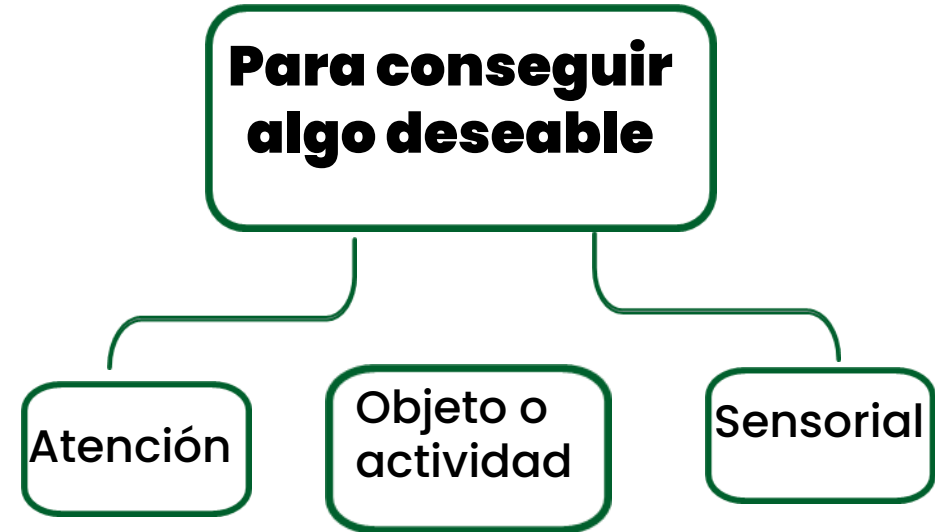 Para conseguir
algo deseable
Atención
Objeto o
actividad
Sensorial